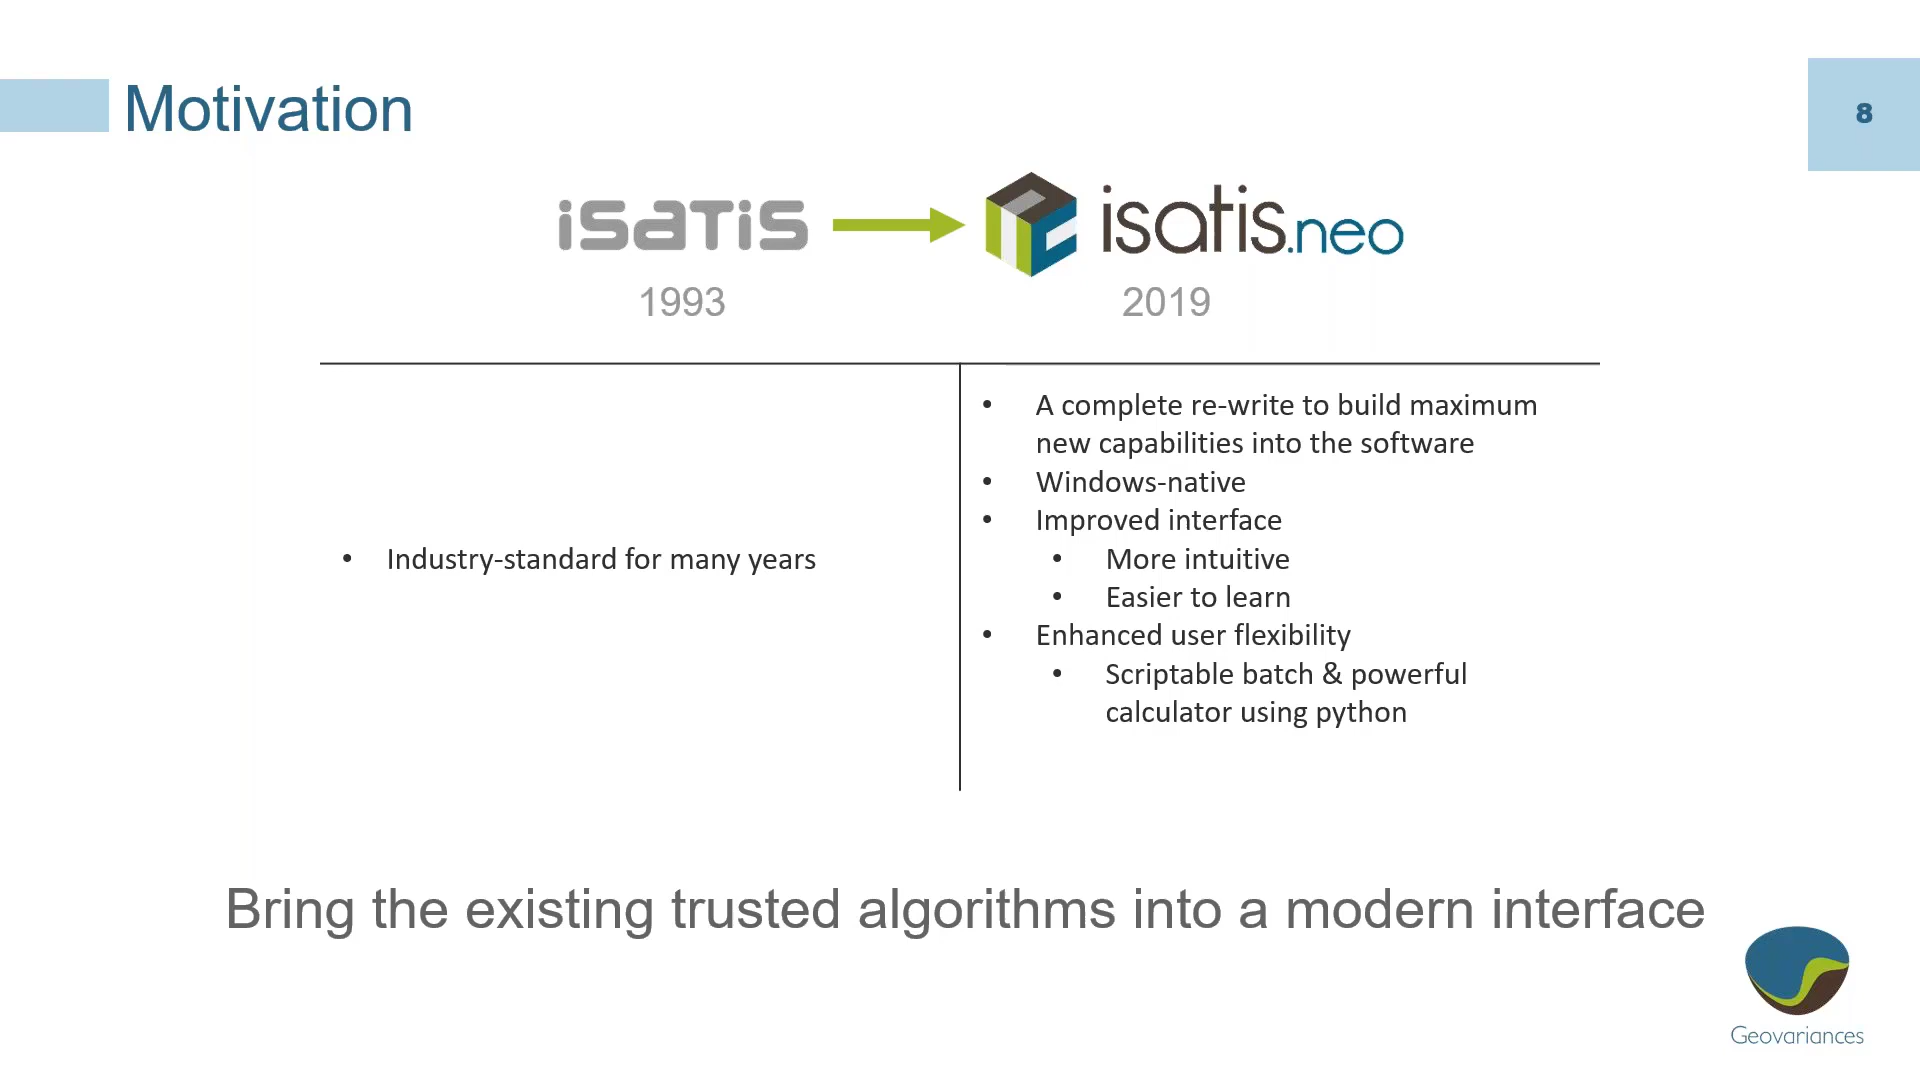 Motivation
8
isatis
isatis.neo
1993
2019
• Industry-standard for many years
• A complete re-write to build maximum
new capabilities into the software
• Windows-native
• Improved interface
• More intuitive
• Easier to learn
• Enhanced user flexibility
• Scriptable batch & powerful
calculator using python
Bring the existing trusted algorithms into a modern interface
Geovariances